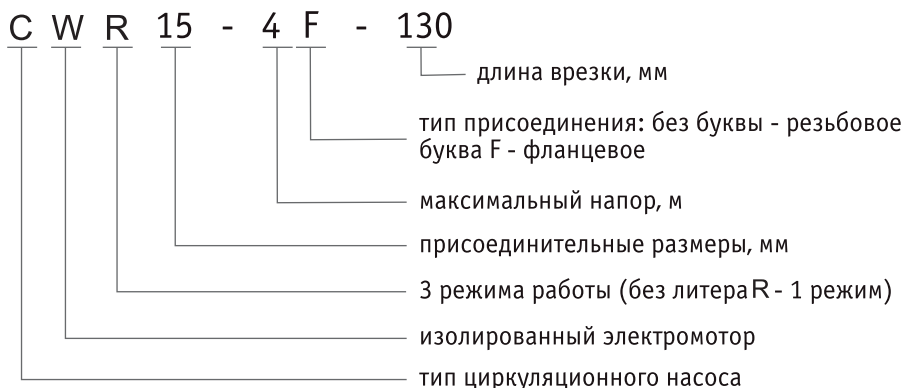 C W R 15 - 4 F - 130
длина врезки, мм
тип присоединения: без буквы - резьбовое
буква F - фланцевое
максимальный напор, м
присоединительные размеры, мм
3 режима работы (без литера R - 1 режим)
изолированный электромотор
тип циркуляционного насоса